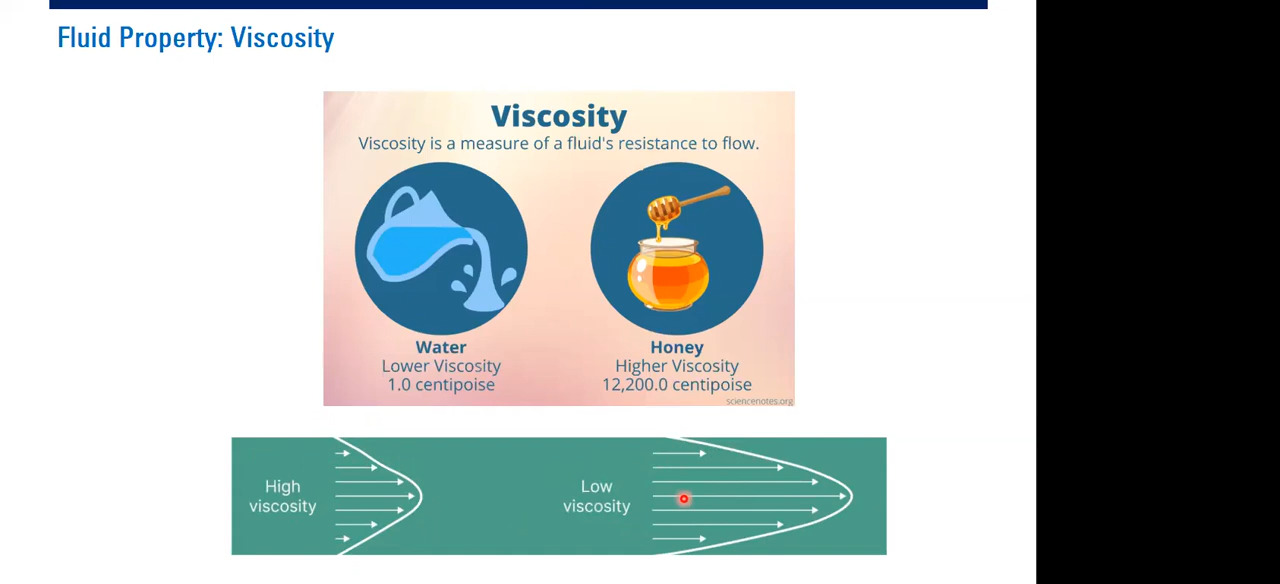 Fluid Property: Viscosity
Viscosity
Viscosity is a measure of a fluid's resistance to flow.
Water
Lower Viscosity
1.0 centipoise
Honey
Higher Viscosity
12,200.0 centipoise
sciencenotes.org
High
viscosity
Low
viscosity